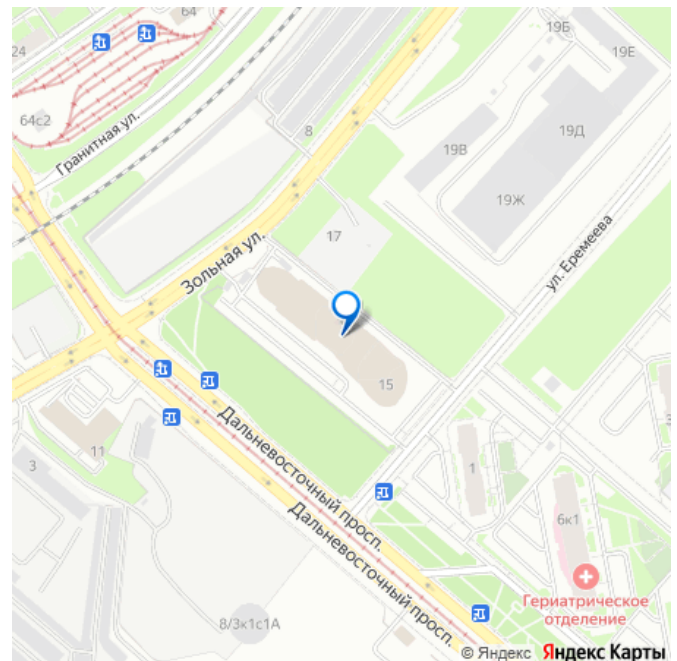 64
19Б
24
19Е
64с2
8
19Д
Гранитная ул.
19В
19Ж
17
ул. Еремеева
Зольная ул.
15
Дальневосточный просп.
11
3
1
Дальневосточный просп.
6к1
Гериатрическое
отделение
8/3к1с1А
© Яндекс Яндекс Карты